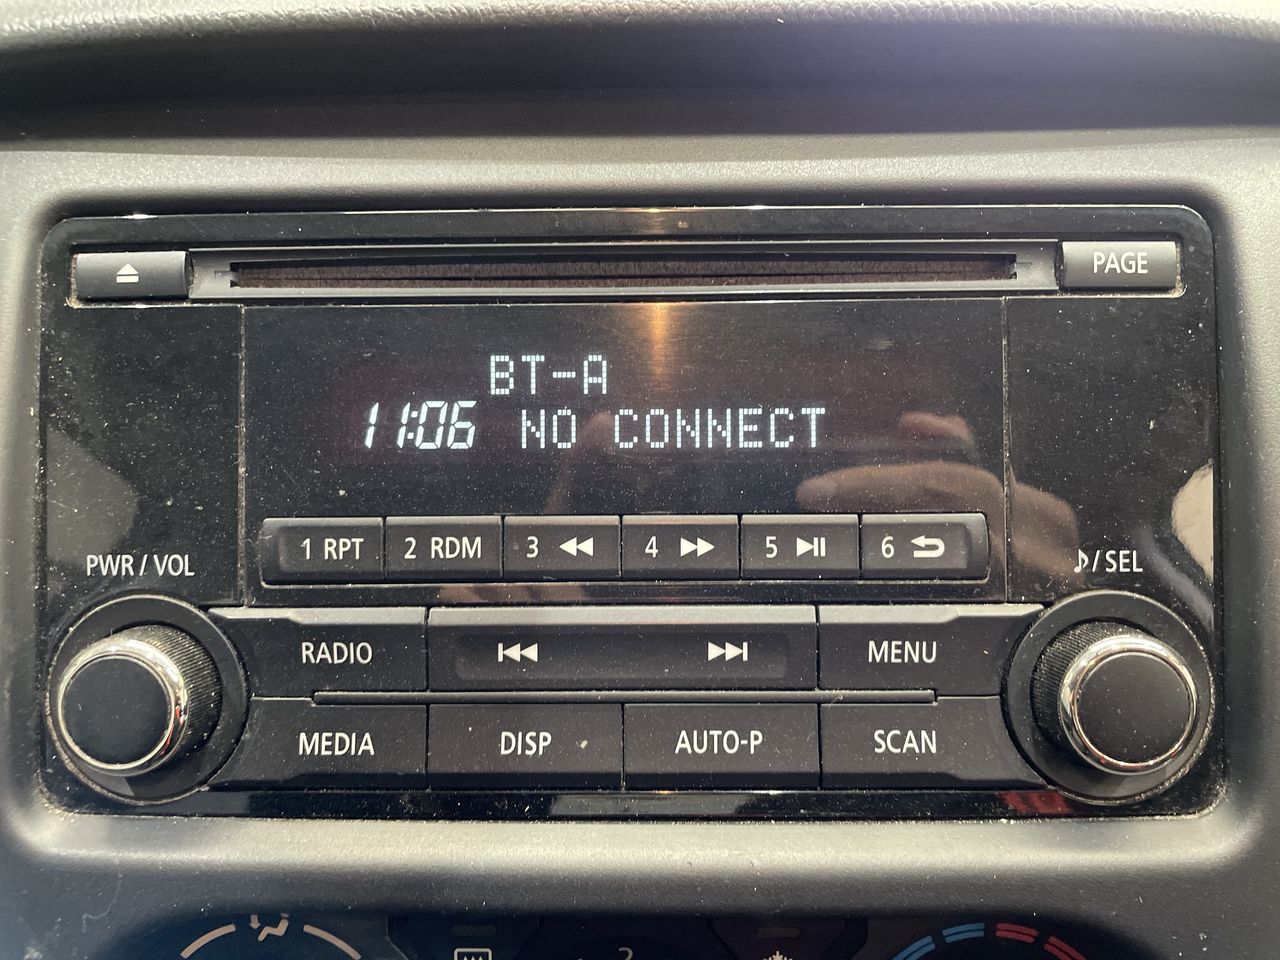 PAGE
BT-A
11:06 NO CONNECT
1 RPT 2 RDM 3 4 5 6
PWR / VOL
♪/ SEL
RADIO
MENU
MEDIA DISP AUTO-P SCAN